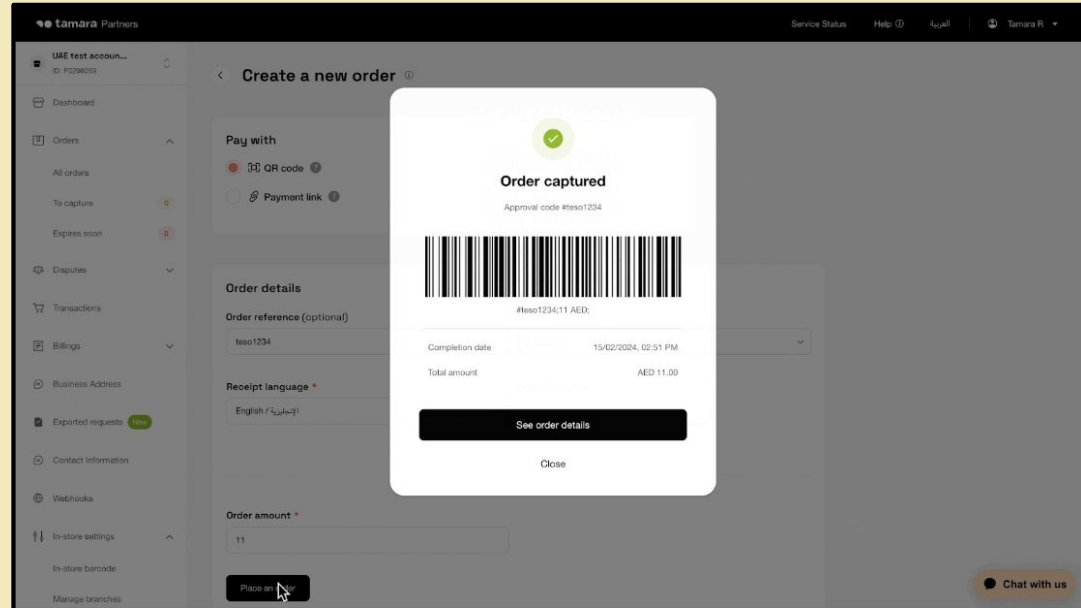 tamara Partners
Service Status
Help
العربية
Tamara R
UAE test accoun...
ID: P0296059
Dashboard
Orders
All orders
To capture
0
Expires soon
0
Disputes
Transactions
Billings
Business Address
Exported requests
New
Contact Information
Webhooks
In-store settings
In-store barcode
Manage branches
Create a new order
Pay with
QR code
Payment link
Order details
Order reference (optional)
teso1234
Receipt language *
English / الإنجليزية
Order amount *
11
Place an order
Order captured
Approval code #teso1234
#teso1234;11 AED;
Completion date
15/02/2024, 02:51 PM
Total amount
AED 11.00
See order details
Close
Chat with us